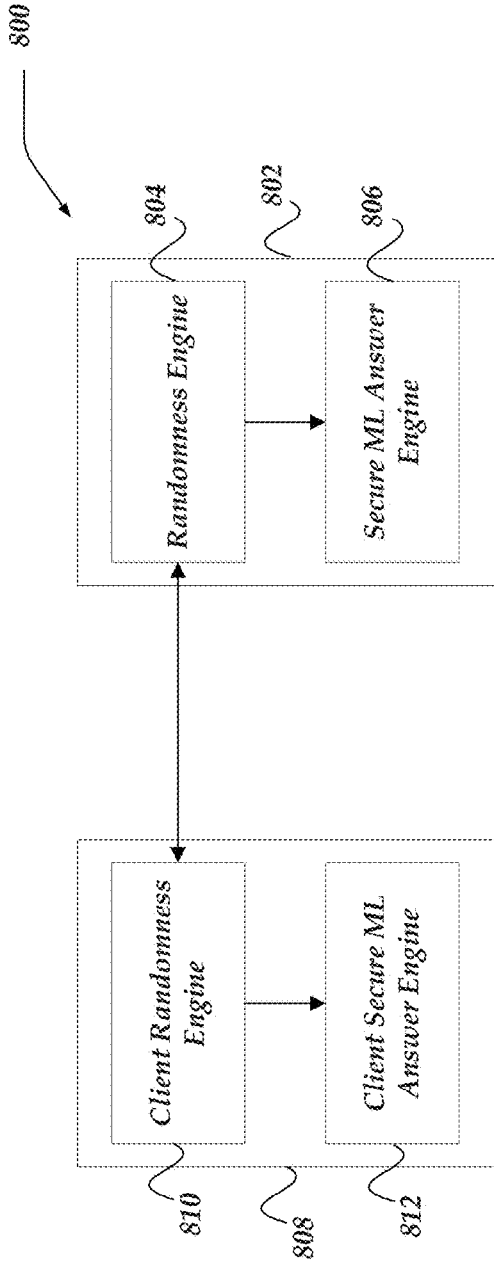 800
810
Client Randomness
Engine
804
Randomness Engine
808
802
812
Client Secure ML
Answer Engine
806
Secure ML Answer
Engine